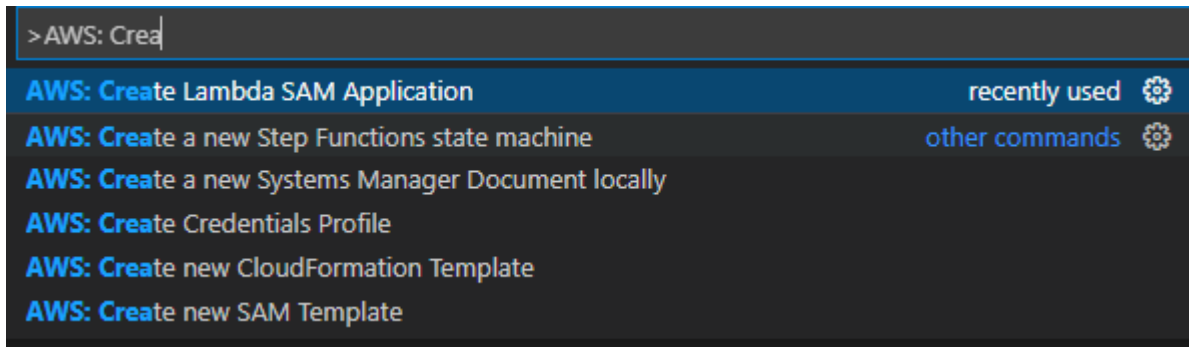 >AWS: Crea
AWS: Create Lambda SAM Application recently used
AWS: Create a new Step Functions state machine other commands
AWS: Create a new Systems Manager Document locally
AWS: Create Credentials Profile
AWS: Create new CloudFormation Template
AWS: Create new SAM Template